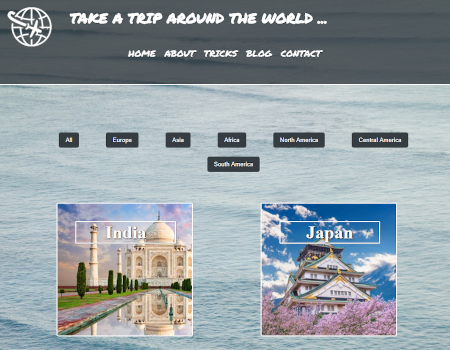 TAKE A TRIP AROUND THE WORLD ...
HOME ABOUT TRICKS BLOG CONTACT
All Europe Asia Africa North America Central America
South America
India Japan